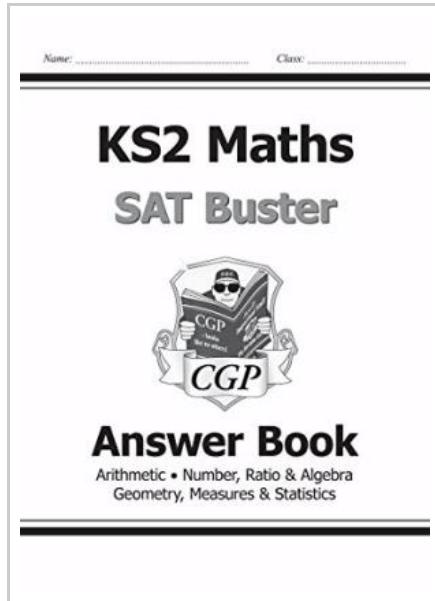 Name: ........................................ Class: ..............................
KS2 Maths
SAT Buster
CGP
CGP
Answer Book
Arithmetic • Number, Ratio & Algebra
Geometry, Measures & Statistics